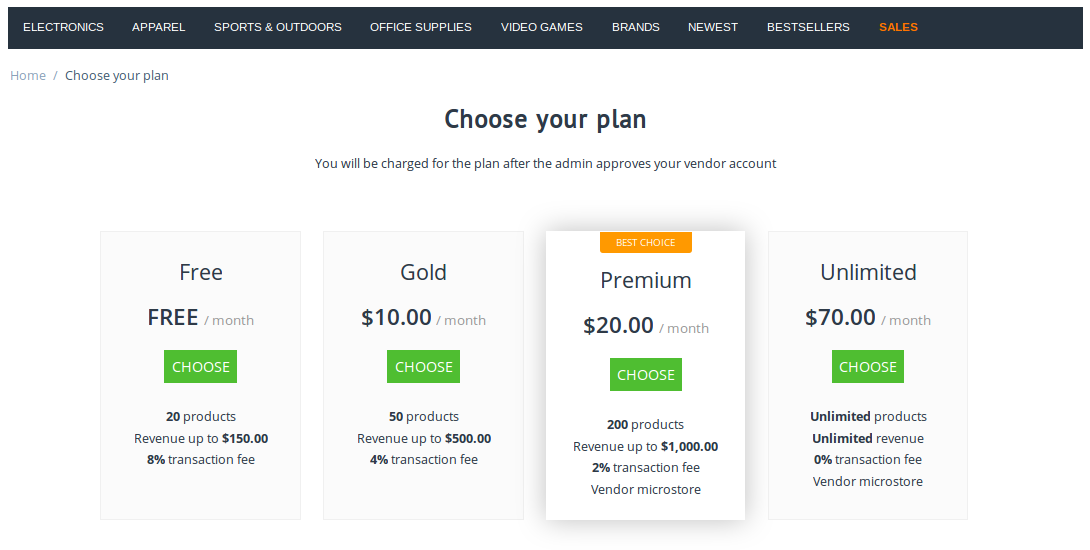 ELECTRONICS APPAREL SPORTS & OUTDOORS OFFICE SUPPLIES VIDEO GAMES BRANDS NEWEST BESTSELLERS SALES
Home / Choose your plan
Choose your plan
You will be charged for the plan after the admin approves your vendor account
Free
FREE / month
CHOOSE
20 products
Revenue up to $150.00
8% transaction fee
Gold
$10.00 / month
CHOOSE
50 products
Revenue up to $500.00
4% transaction fee
BEST CHOICE
Premium
$20.00 / month
CHOOSE
200 products
Revenue up to $1,000.00
2% transaction fee
Vendor microstore
Unlimited
$70.00 / month
CHOOSE
Unlimited products
Unlimited revenue
0% transaction fee
Vendor microstore